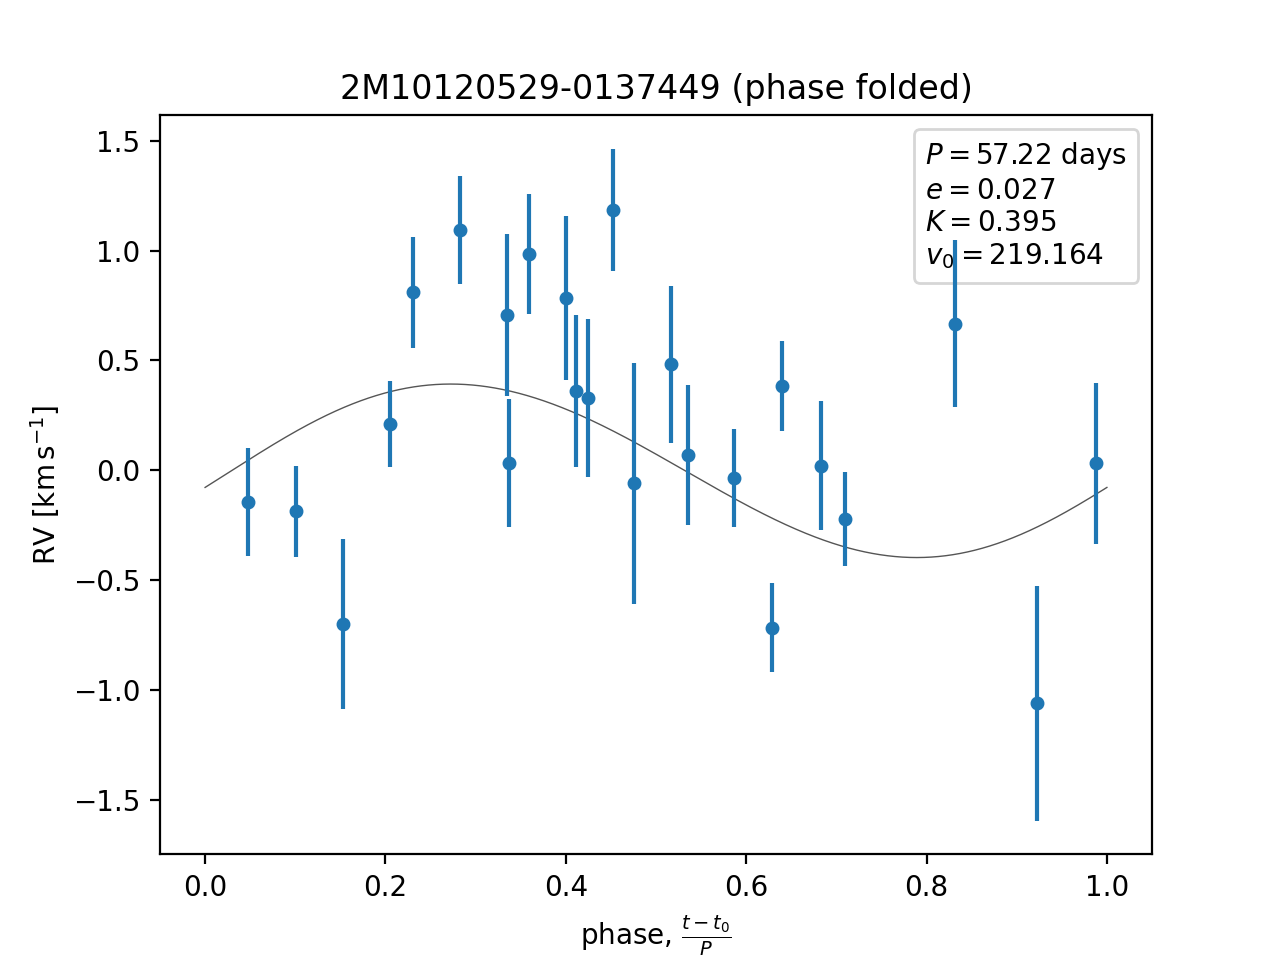 2M10120529-0137449 (phase folded)
P = 57.22 days
e = 0.027
K = 0.395
v₀ = 219.164
1.5
1.0
0.5
0.0
−0.5
−1.0
−1.5
RV [km s⁻¹]
0.0 0.2 0.4 0.6 0.8 1.0
phase, (t − t₀)/P